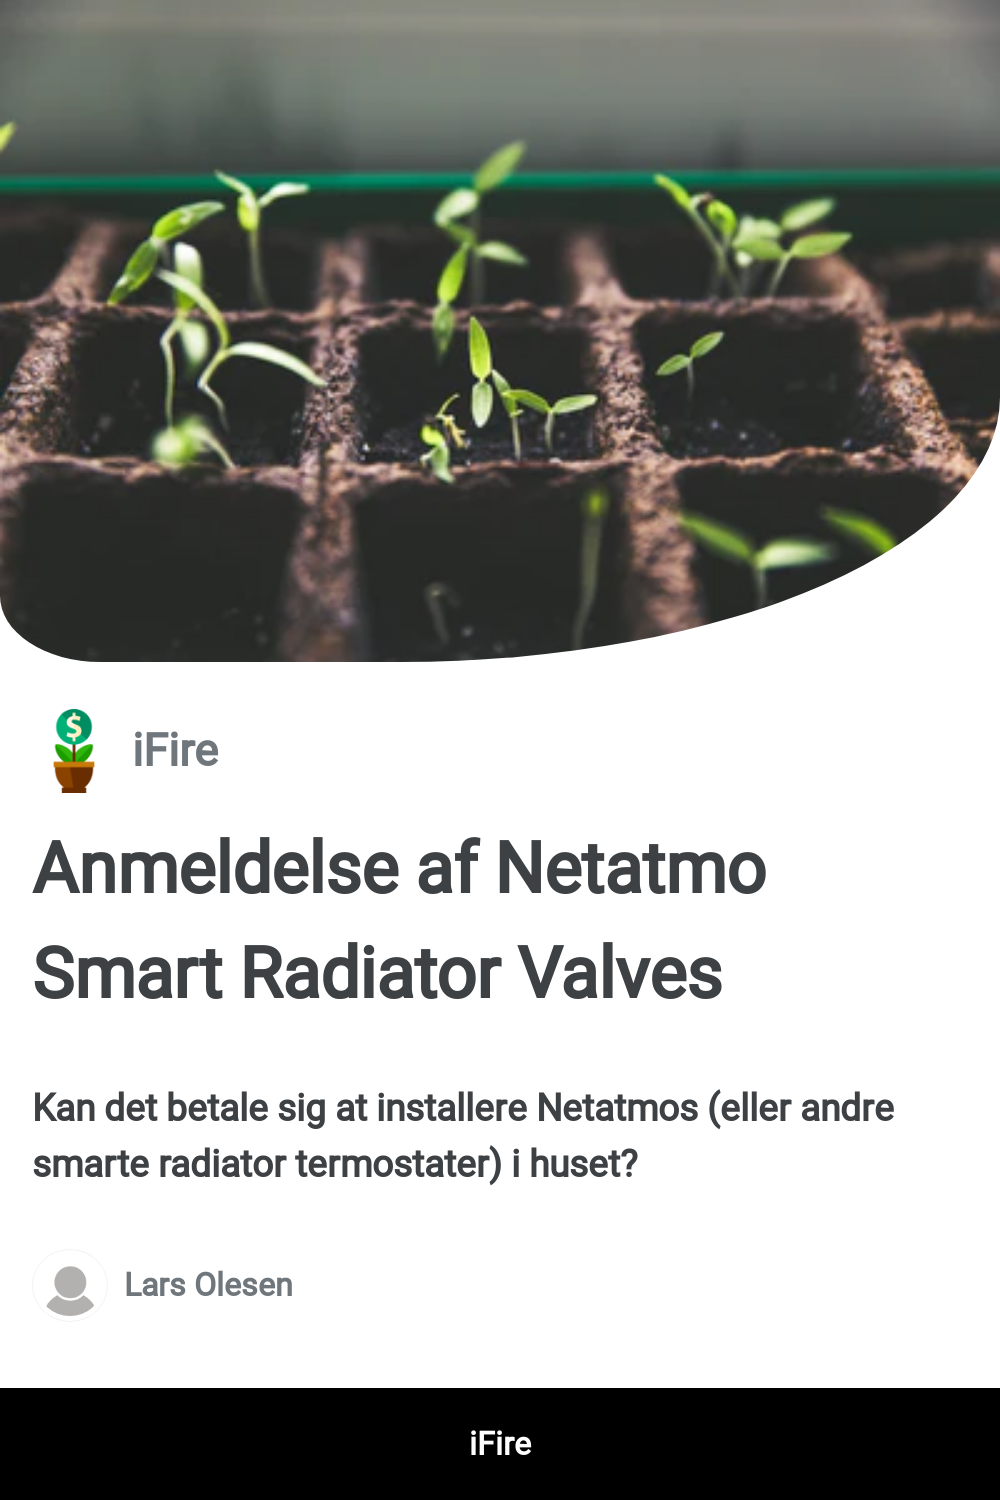 $
iFire
Anmeldelse af Netatmo
Smart Radiator Valves
Kan det betale sig at installere Netatmos (eller andre
smarte radiator termostater) i huset?
Lars Olesen
iFire